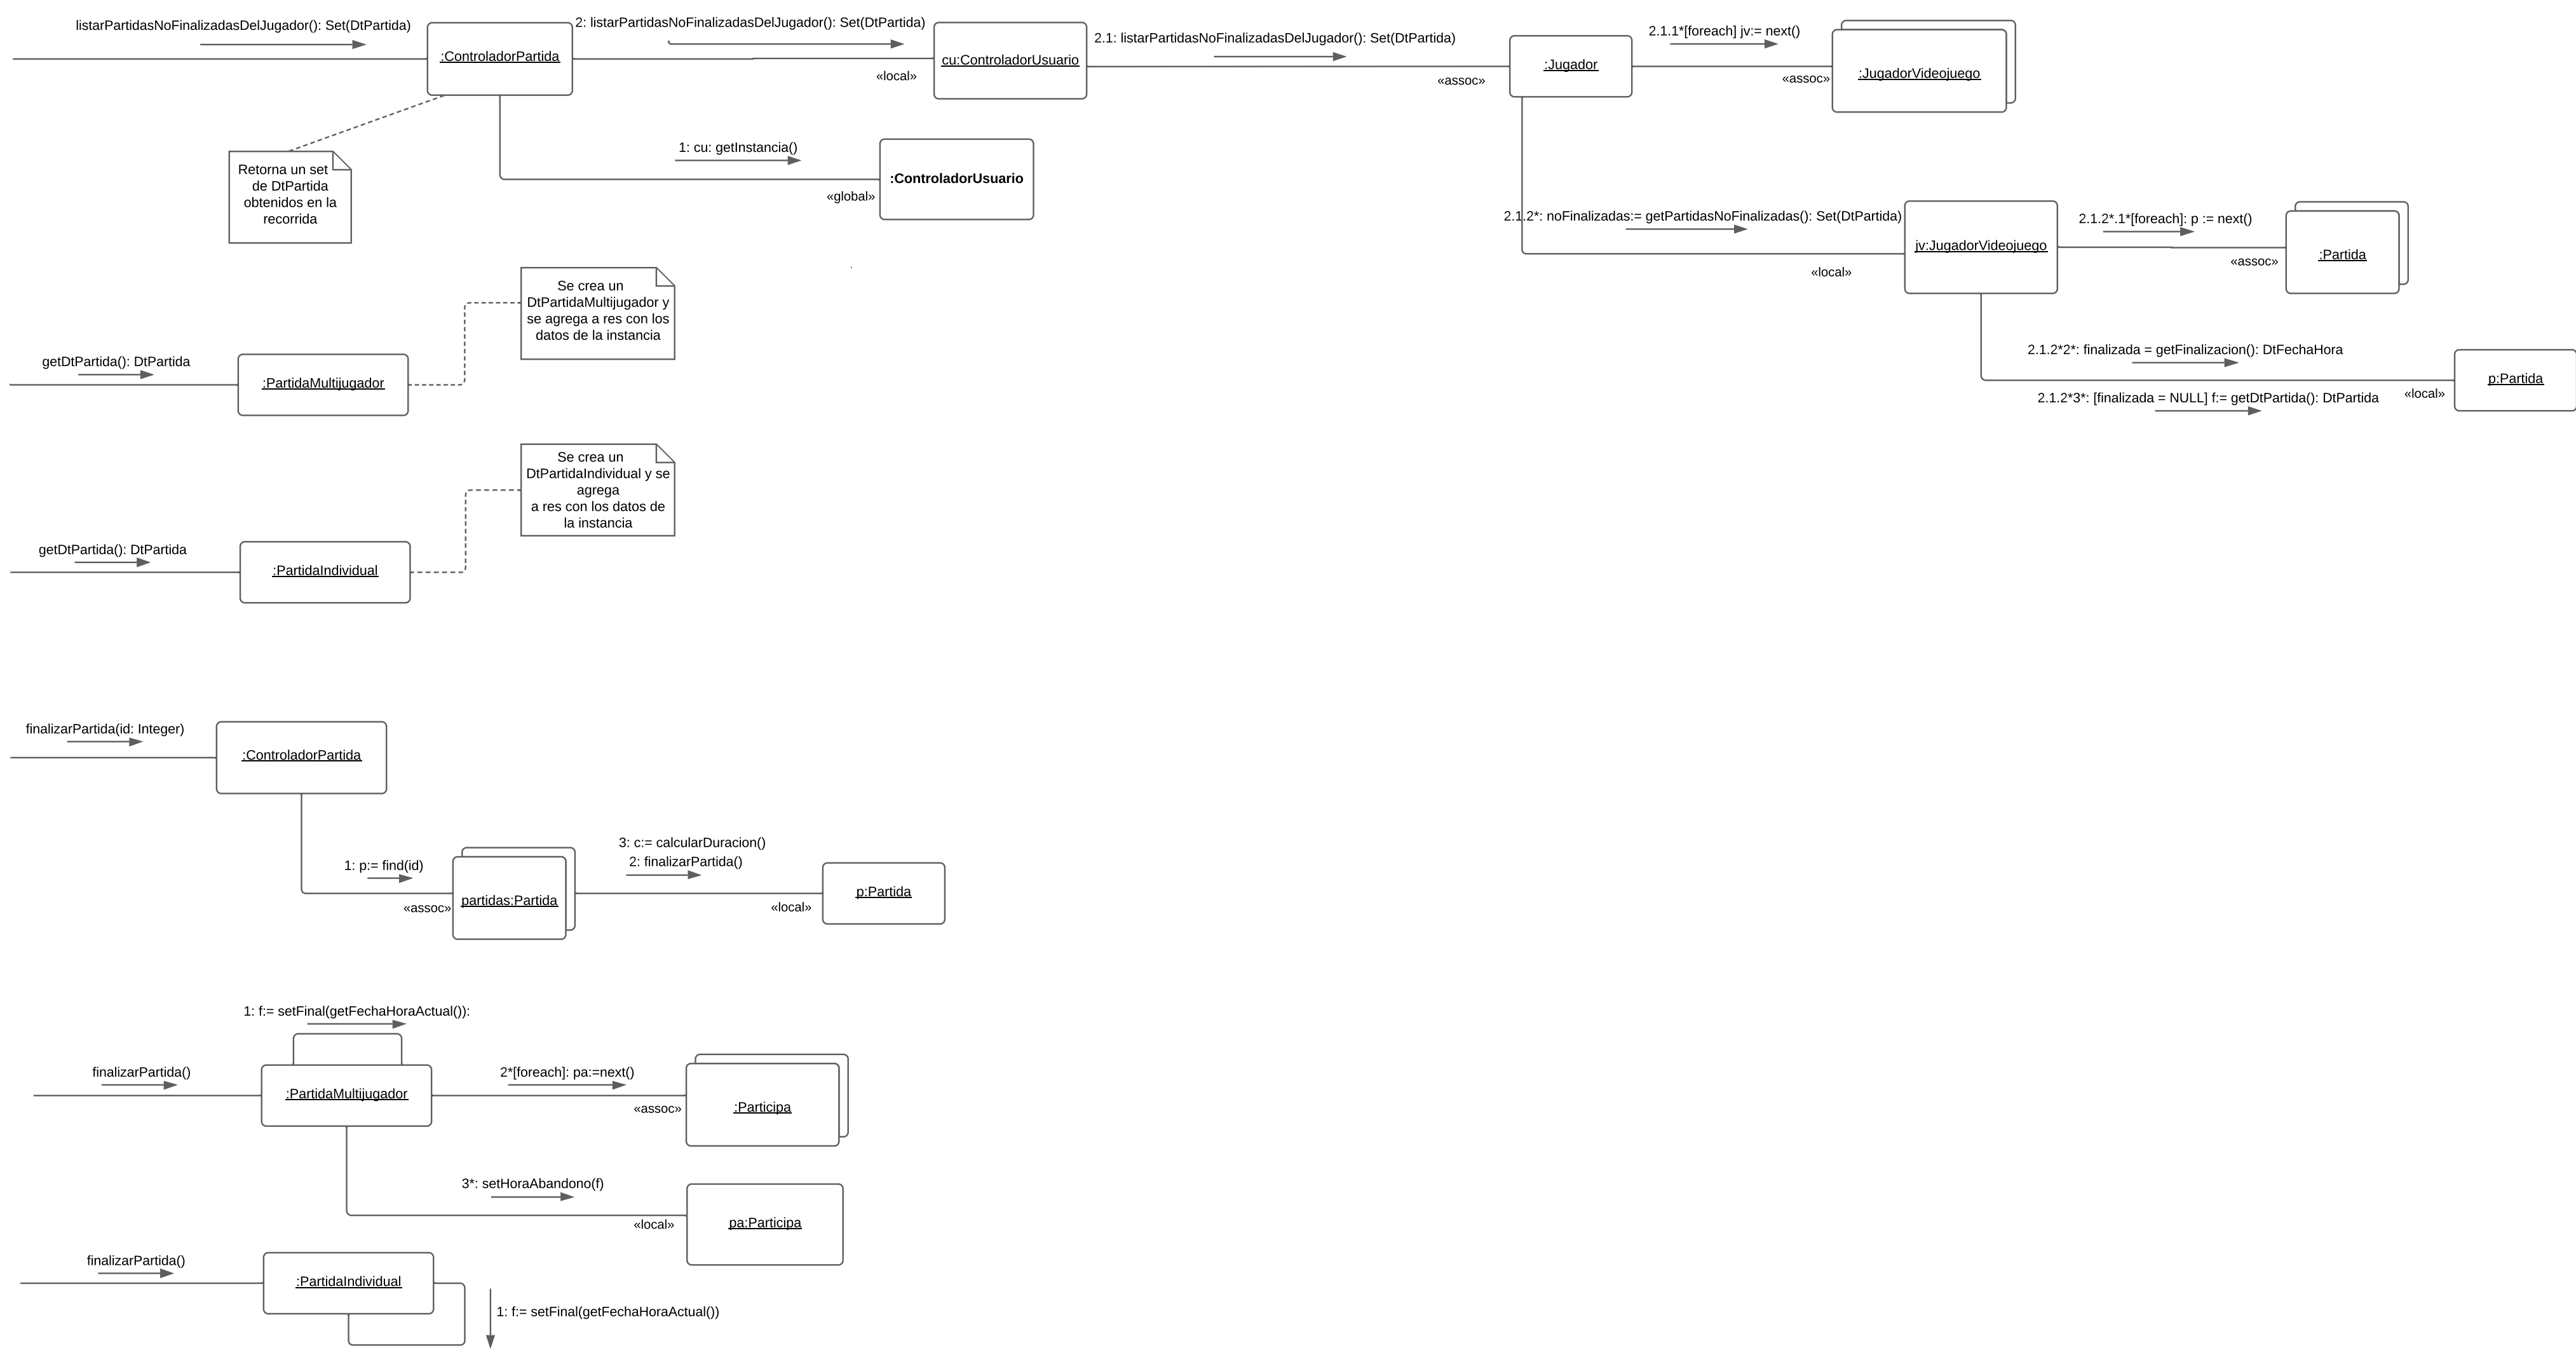 listarPartidasNoFinalizadasDelJugador(): Set(DtPartida)
:ControladorPartida
2: listarPartidasNoFinalizadasDelJugador(): Set(DtPartida)
«local»
cu:ControladorUsuario
2.1: listarPartidasNoFinalizadasDelJugador(): Set(DtPartida)
«assoc»
:Jugador
2.1.1*[foreach] jv:= next()
«assoc»
:JugadorVideojuego
Retorna un set
de DtPartida
obtenidos en la
recorrida
1: cu: getInstancia()
«global»
:ControladorUsuario
2.1.2*: noFinalizadas:= getPartidasNoFinalizadas(): Set(DtPartida)
«local»
jv:JugadorVideojuego
2.1.2*.1*[foreach]: p := next()
«assoc»
:Partida
2.1.2*2*: finalizada = getFinalizacion(): DtFechaHora
2.1.2*3*: [finalizada = NULL] f:= getDtPartida(): DtPartida
«local»
p:Partida
Se crea un
DtPartidaMultijugador y
se agrega a res con los
datos de la instancia
getDtPartida(): DtPartida
:PartidaMultijugador
Se crea un
DtPartidaIndividual y se
agrega
a res con los datos de
la instancia
getDtPartida(): DtPartida
:PartidaIndividual
finalizarPartida(id: Integer)
:ControladorPartida
1: p:= find(id)
«assoc»
partidas:Partida
3: c:= calcularDuracion()
2: finalizarPartida()
«local»
p:Partida
1: f:= setFinal(getFechaHoraActual()):
finalizarPartida()
:PartidaMultijugador
2*[foreach]: pa:=next()
«assoc»
:Participa
3*: setHoraAbandono(f)
«local»
pa:Participa
finalizarPartida()
:PartidaIndividual
1: f:= setFinal(getFechaHoraActual())